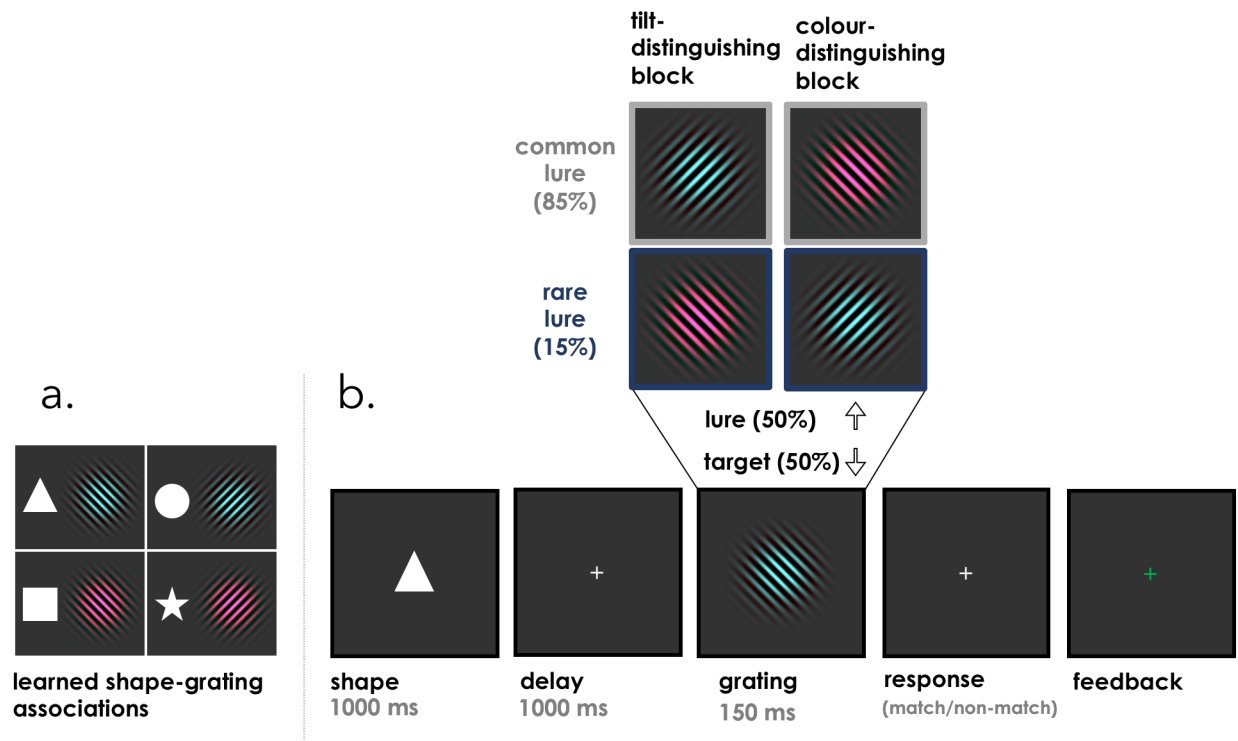 tilt-
distinguishing
block
colour-
distinguishing
block
common
lure
(85%)
rare
lure
(15%)
a.
b.
lure (50%)
target (50%)
learned shape-grating
associations
shape
1000 ms
delay
1000 ms
grating
150 ms
response
(match/non-match)
feedback